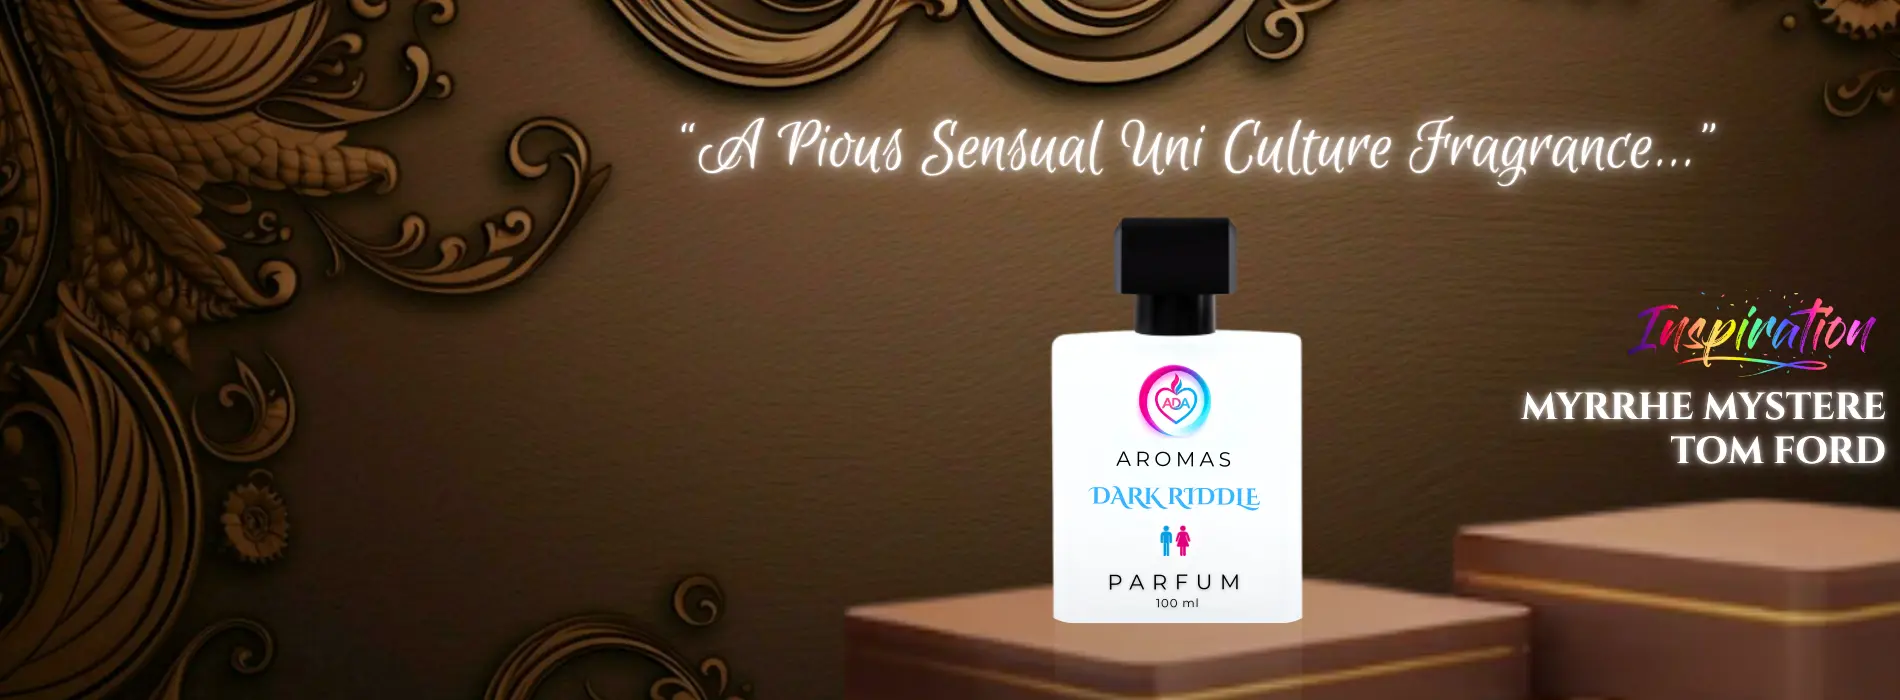 “A Pious Sensual Uni Culture Fragrance...”
ADA
AROMAS
DARK RIDDLE
PARFUM
100 ml
Inspiration
MYRRHE MYSTERE
TOM FORD